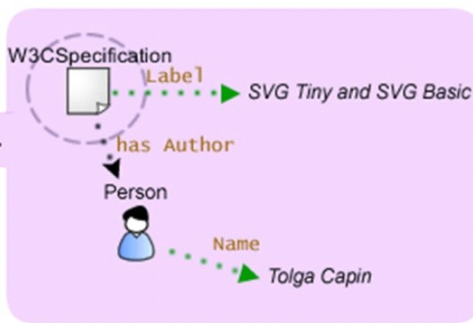 W3CSpecification
Label
SVG Tiny and SVG Basic
has Author
Person
Name
Tolga Capin